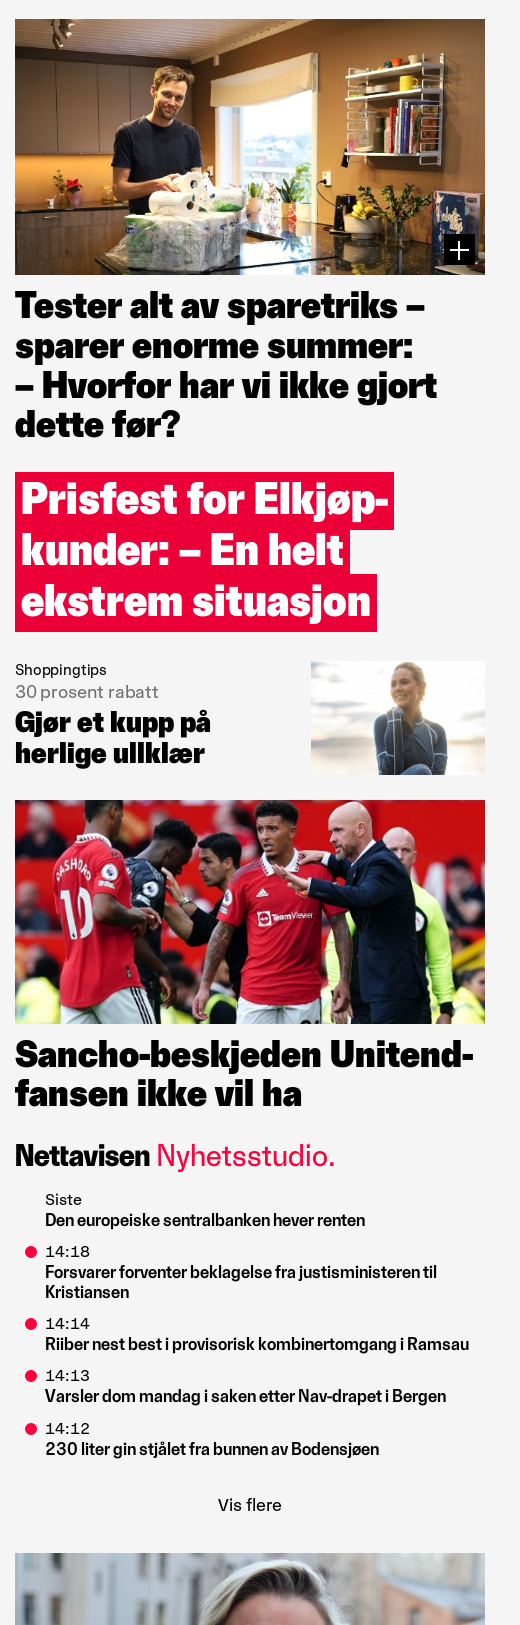 Tester alt av sparetriks –
sparer enorme summer:
– Hvorfor har vi ikke gjort
dette før?
Prisfest for Elkjøp-
kunder: – En helt
ekstrem situasjon
Shoppingtips
30 prosent rabatt
Gjør et kupp på
herlige ullklær
RASHFORD
10
TeamViewer
Sancho-beskjeden Unitend-
fansen ikke vil ha
Nettavisen Nyhetsstudio.
Siste
Den europeiske sentralbanken hever renten
14:18
Forsvarer forventer beklagelse fra justisministeren til
Kristiansen
14:14
Riiber nest best i provisorisk kombinertomgang i Ramsau
14:13
Varsler dom mandag i saken etter Nav-drapet i Bergen
14:12
230 liter gin stjålet fra bunnen av Bodensjøen
Vis flere